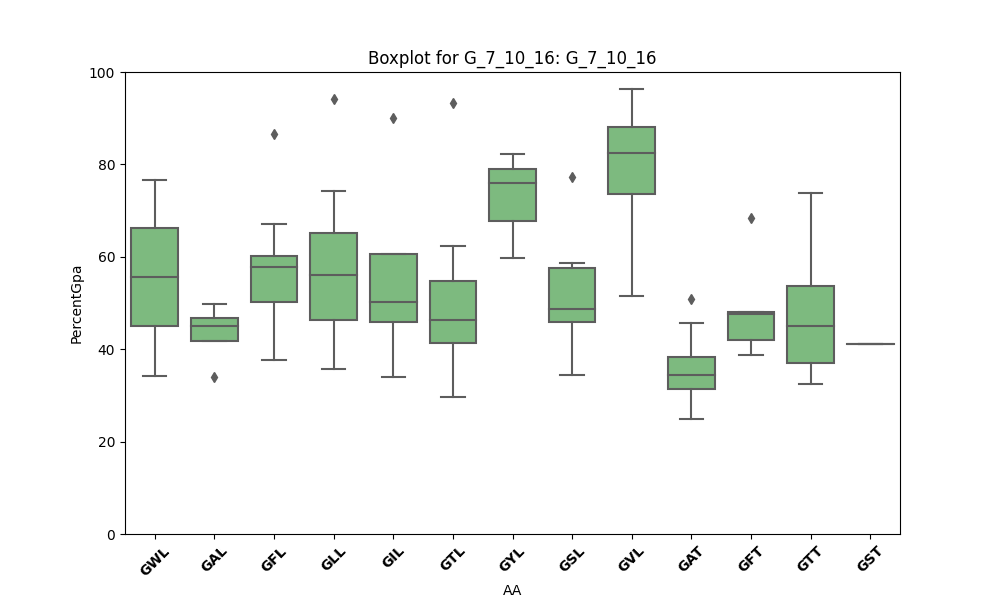 Boxplot for G_7_10_16: G_7_10_16
100
80
60
40
20
0
PercentGpa
GWL GAL GFL GLL GIL GTL GYL GSL GVL GAT GFT GTT GST
AA